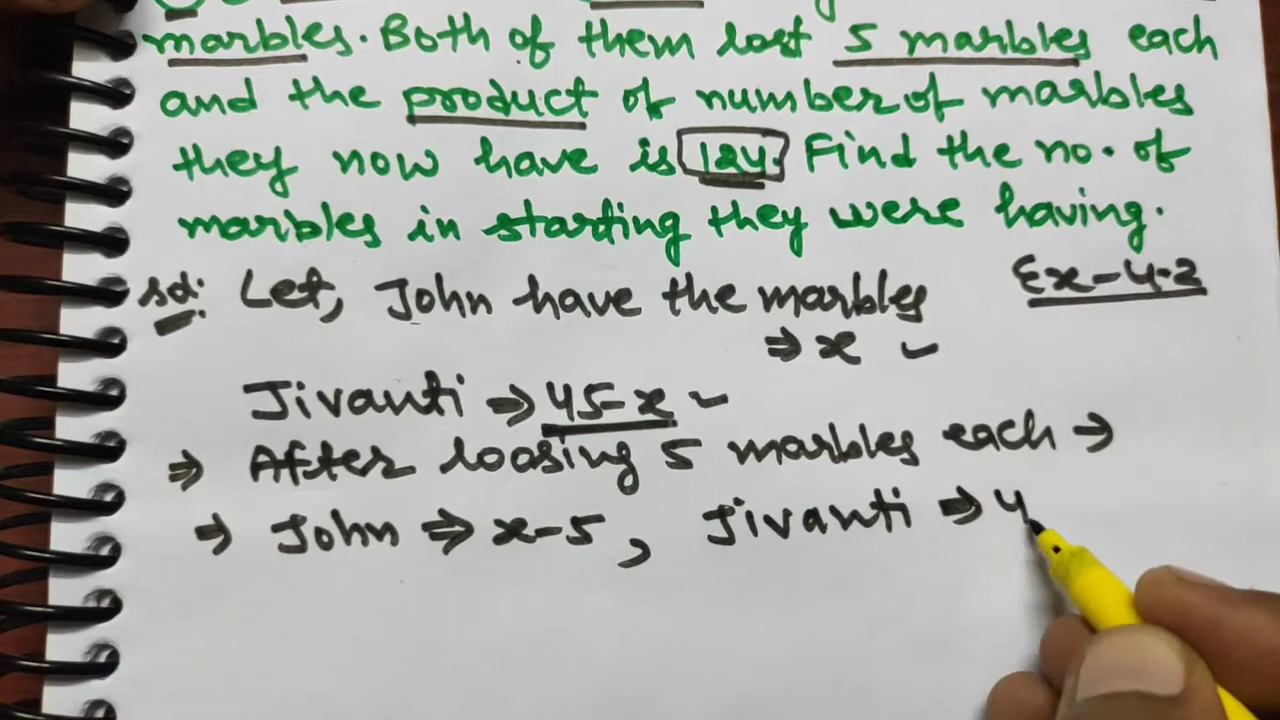 marbles. Both of them lost 5 marbles each
and the product of number of marbles
they now have is 124. Find the no. of
marbles in starting they were having.
Sol: Let, John have the marbles Ex-4.2
⇒ x
Jivanti ⇒ 45-x
⇒ After loosing 5 marbles each →
⇒ John ⇒ x-5, Jivanti ⇒ 4